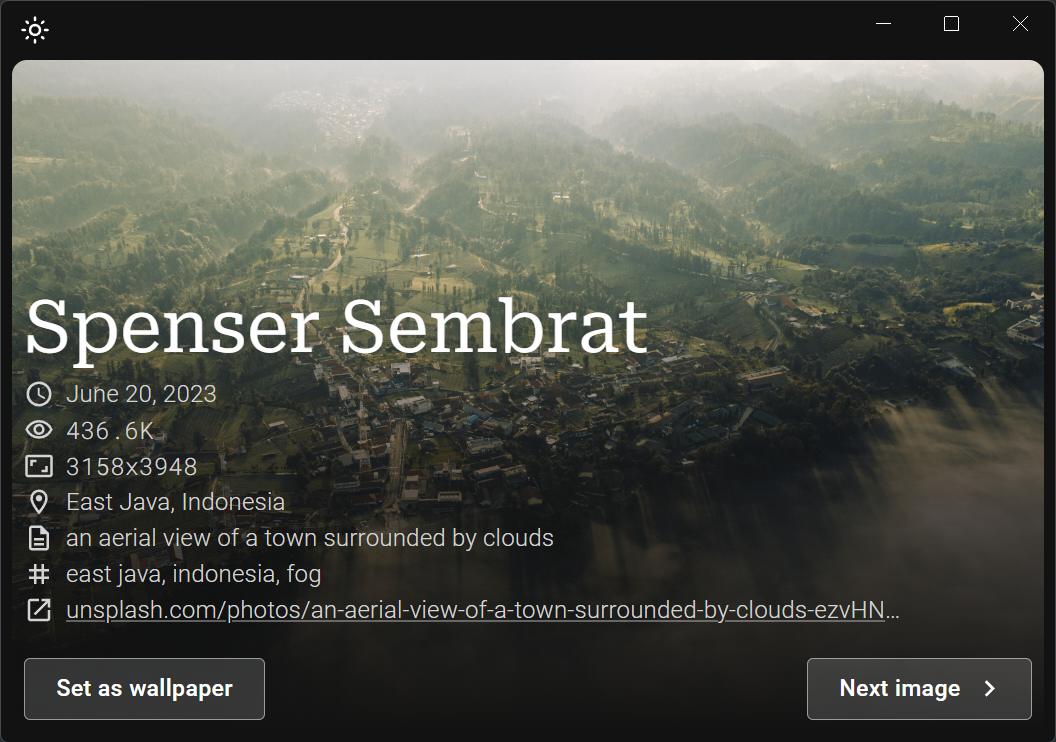 Spenser Sembrat
June 20, 2023
436.6K
3158x3948
East Java, Indonesia
an aerial view of a town surrounded by clouds
east java, indonesia, fog
unsplash.com/photos/an-aerial-view-of-a-town-surrounded-by-clouds-ezvHN...
Set as wallpaper
Next image